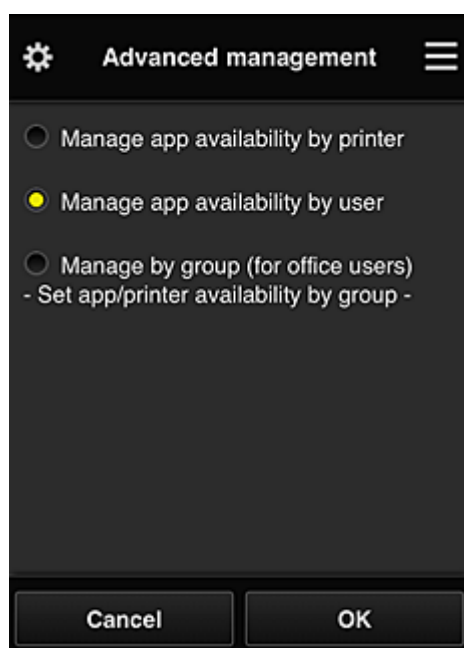 Advanced management
Manage app availability by printer
Manage app availability by user
Manage by group (for office users)
- Set app/printer availability by group -
Cancel
OK